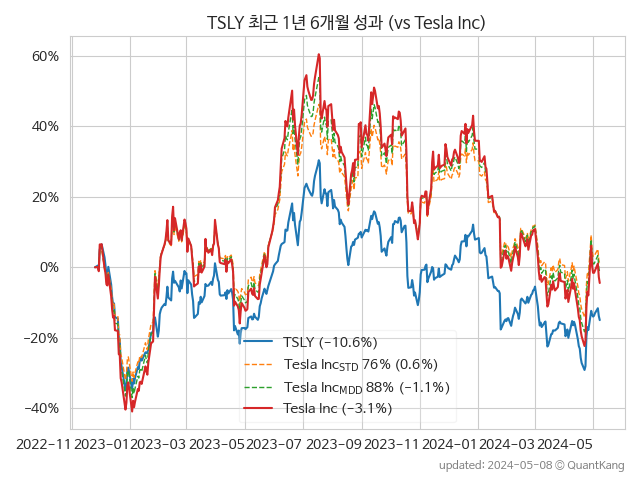 TSLY 최근 1년 6개월 성과 (vs Tesla Inc)
60%
40%
20%
0%
−20%
−40%
TSLY (−10.6%)
Tesla Inc_STD 76% (0.6%)
Tesla Inc_MDD 88% (−1.1%)
Tesla Inc (−3.1%)
2022−11 2023−01 2023−03 2023−05 2023−07 2023−09 2023−11 2024−01 2024−03 2024−05
updated: 2024−05−08 © QuantKang